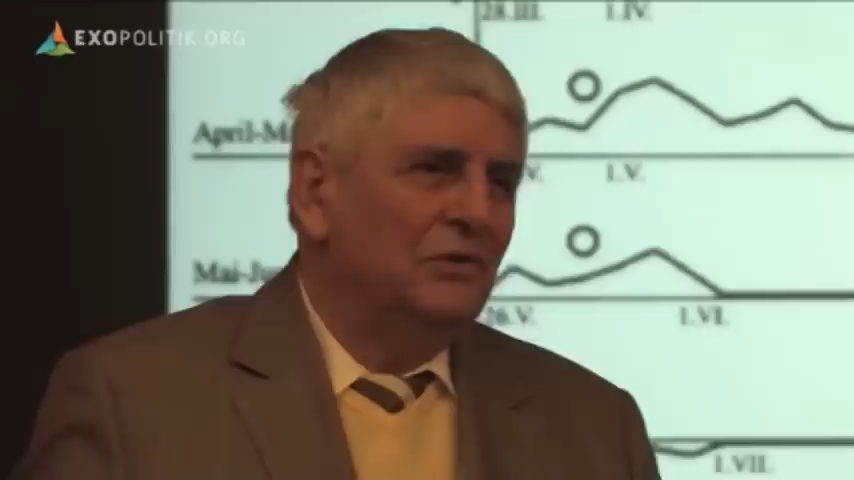 EXOPOLITIK.ORG
28.III. 1.IV.
April-M
V. 1.V.
Mai-Ju
26.V. 1.VI.
1.VII.